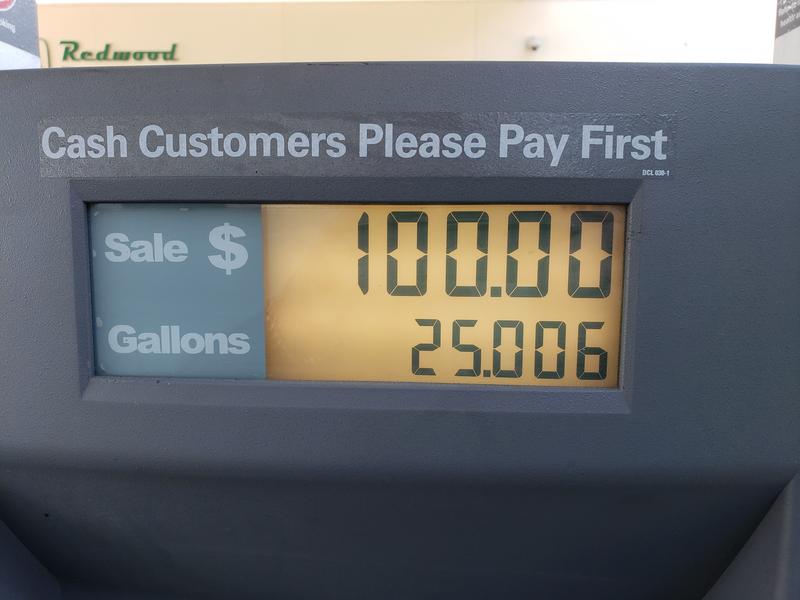 Redwood
Cash Customers Please Pay First
DCL 038-1
Sale $ 100.00
Gallons 25.006